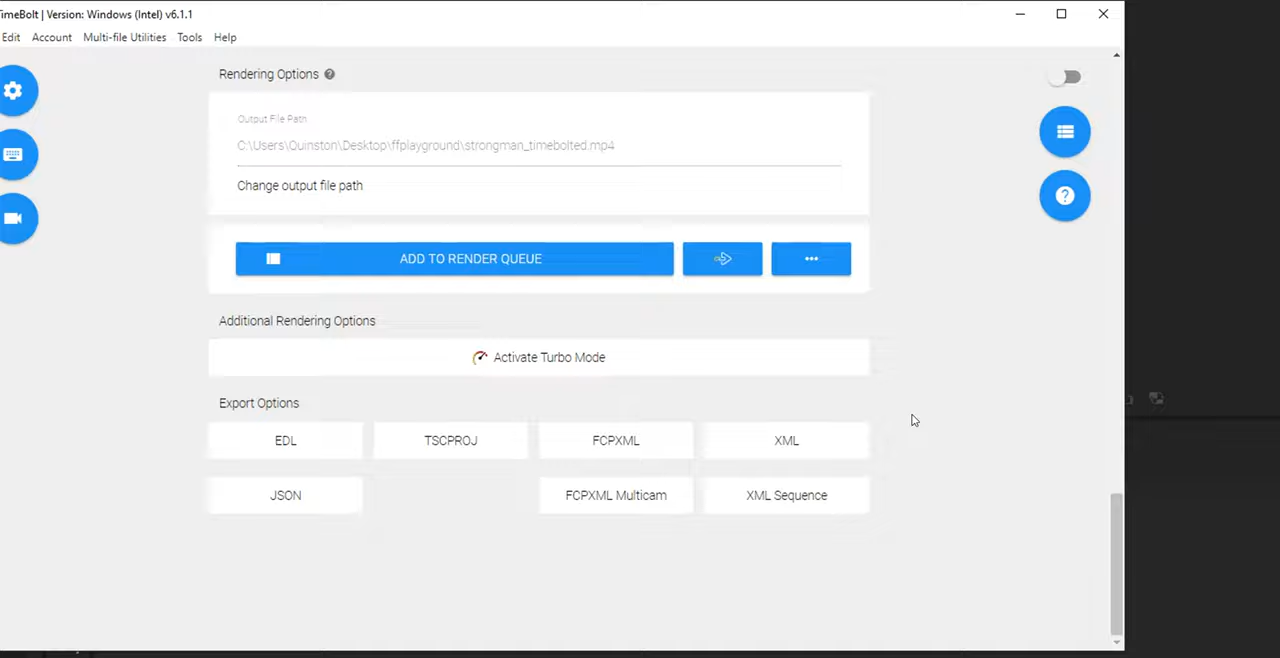 TimeBolt | Version: Windows (Intel) v6.1.1
Edit Account Multi-file Utilities Tools Help
Rendering Options
Output File Path
C:\Users\Quinston\Desktop\ffplayground\strongman_timebolted.mp4
Change output file path
ADD TO RENDER QUEUE
Additional Rendering Options
Activate Turbo Mode
Export Options
EDL TSCPROJ FCPXML XML
JSON FCPXML Multicam XML Sequence